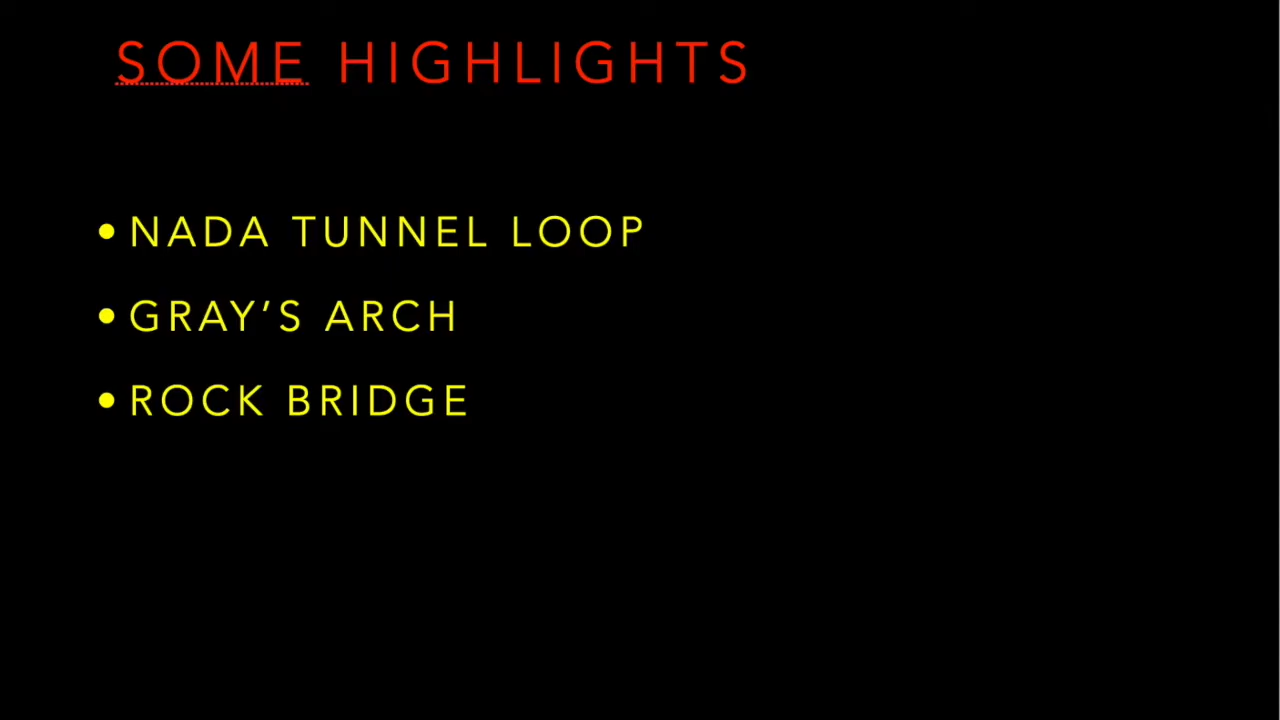 SOME HIGHLIGHTS
• NADA TUNNEL LOOP
• GRAY’S ARCH
• ROCK BRIDGE